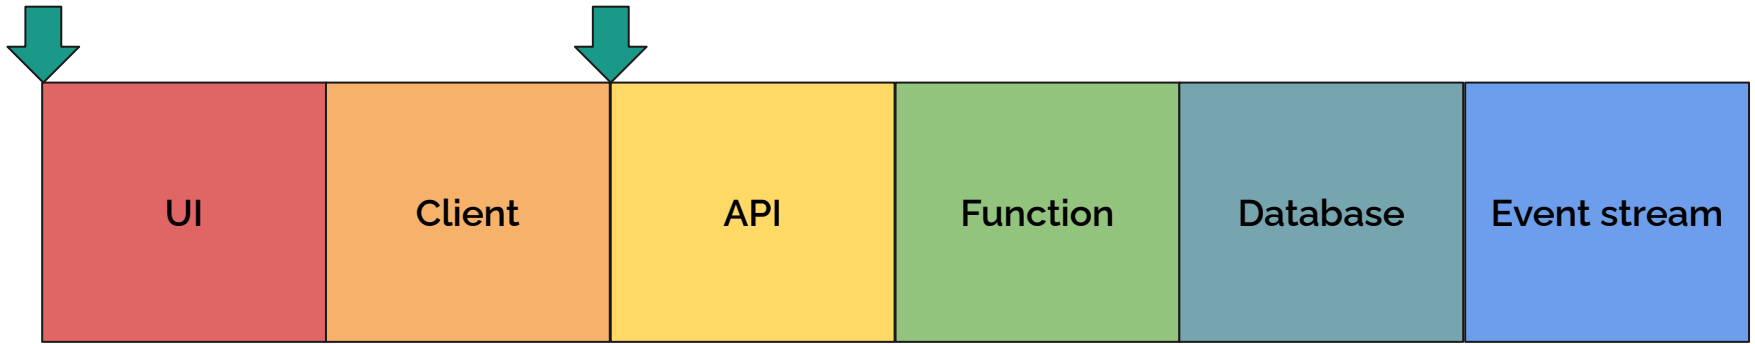 UI
Client
API
Function
Database
Event stream